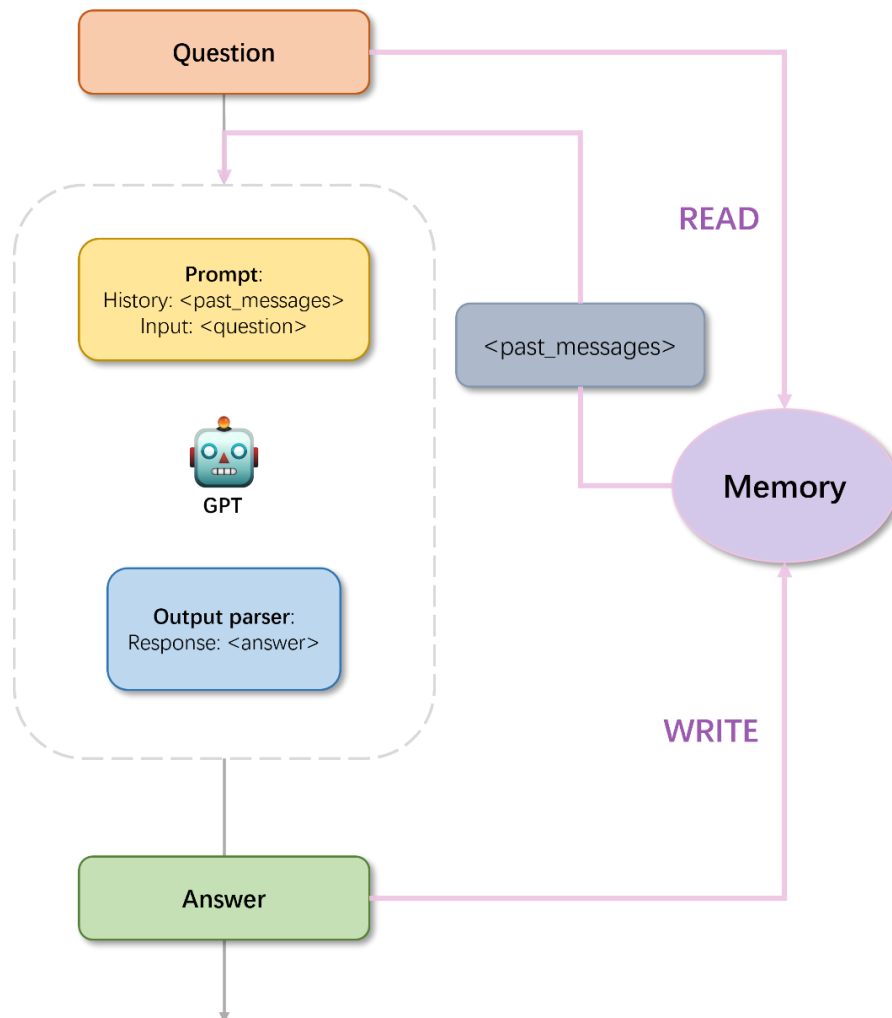 Question
READ
Prompt:
History: <past_messages>
Input: <question>
<past_messages>
GPT
Memory
Output parser:
Response: <answer>
WRITE
Answer